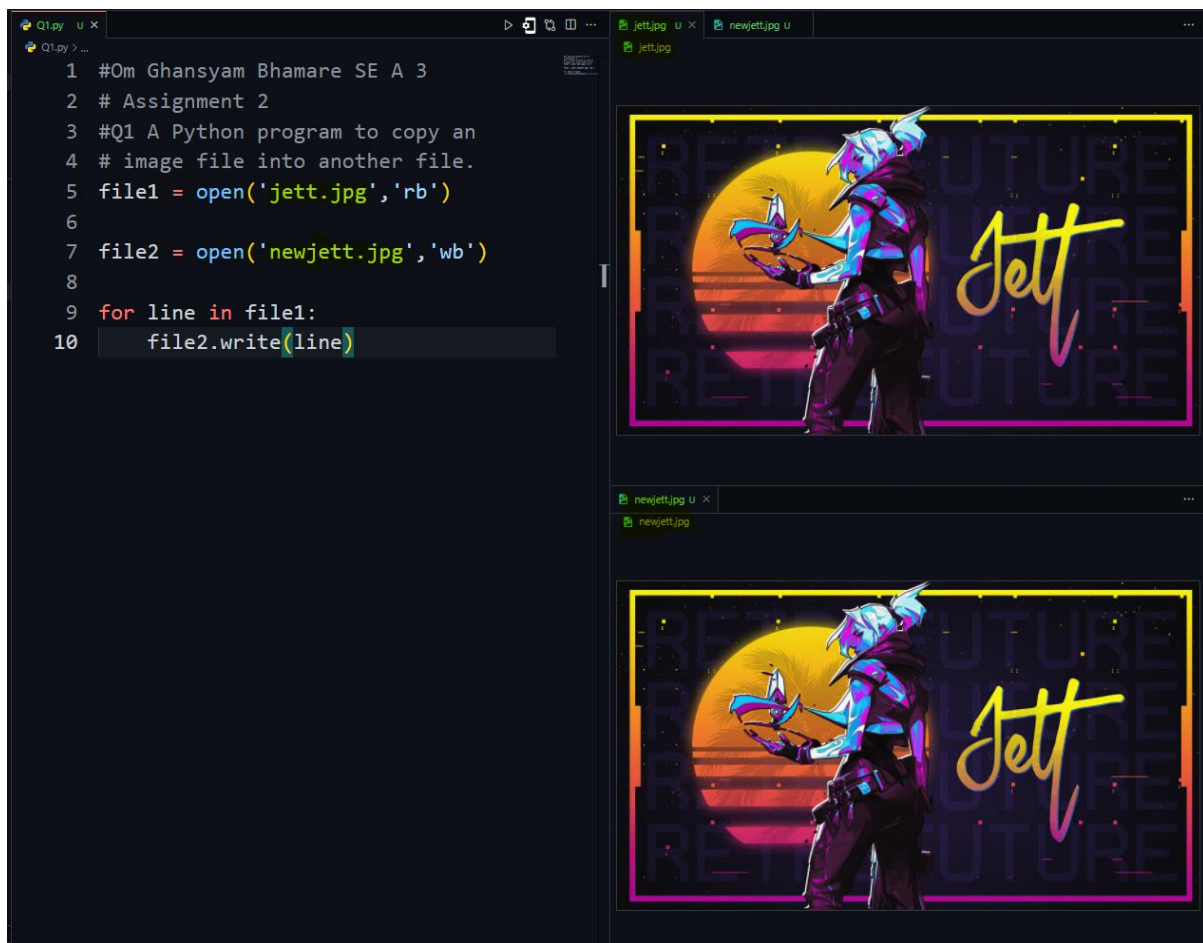 Q1.py U
Q1.py > ...
1 #Om Ghansyam Bhamare SE A 3
2 # Assignment 2
3 #Q1 A Python program to copy an
4 # image file into another file.
5 file1 = open('jett.jpg','rb')
6
7 file2 = open('newjett.jpg','wb')
8
9 for line in file1:
10     file2.write(line)
jett.jpg U
newjett.jpg U
jett.jpg
Jett
newjett.jpg U
newjett.jpg
Jett